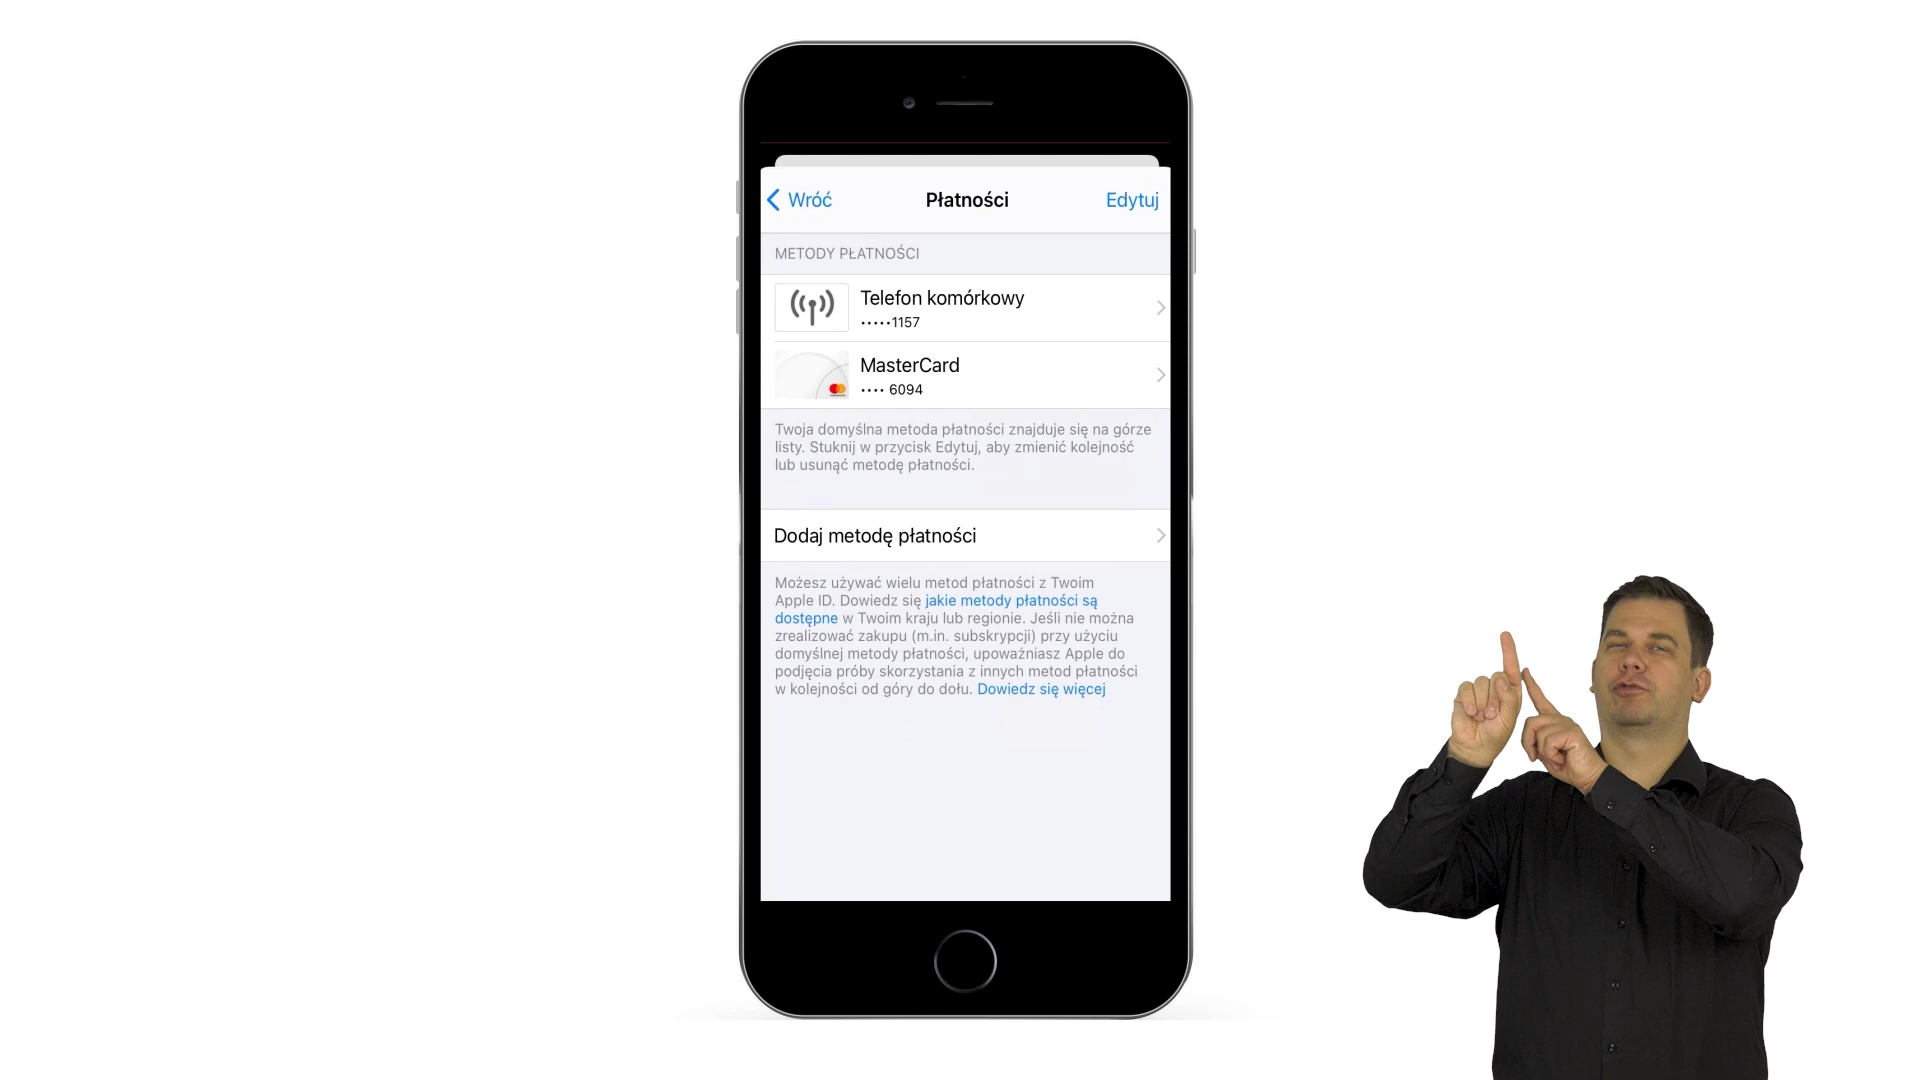 Wróć
Płatności
Edytuj
METODY PŁATNOŚCI
Telefon komórkowy
•••••1157
MasterCard
•••• 6094
Twoja domyślna metoda płatności znajduje się na górze
listy. Stuknij w przycisk Edytuj, aby zmienić kolejność
lub usunąć metodę płatności.
Dodaj metodę płatności
Możesz używać wielu metod płatności z Twoim
Apple ID. Dowiedz się jakie metody płatności są
dostępne w Twoim kraju lub regionie. Jeśli nie można
zrealizować zakupu (m.in. subskrypcji) przy użyciu
domyślnej metody płatności, upoważniasz Apple do
podjęcia próby skorzystania z innych metod płatności
w kolejności od góry do dołu. Dowiedz się więcej